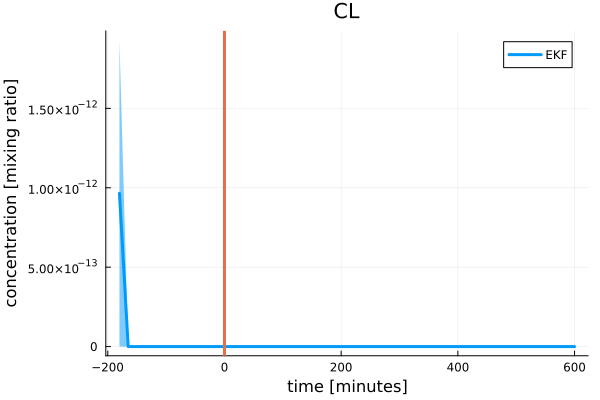 CL
EKF
concentration [mixing ratio]
1.50×10⁻¹²
1.00×10⁻¹²
5.00×10⁻¹³
0
−200 0 200 400 600
time [minutes]